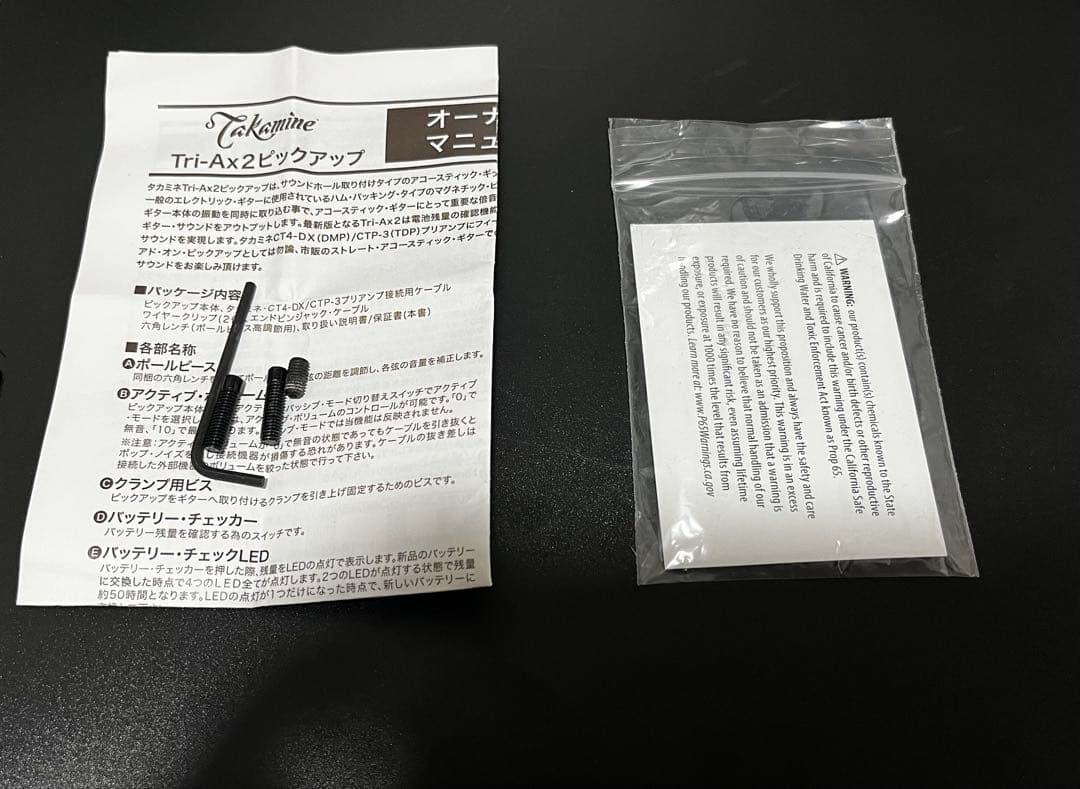 Takamine
Tri-Ax2ピックアップ
オーナ
マニュ
タカミネTri-Ax2ピックアップは、サウンドホール取り付けタイプのアコースティック・ギ
一般のエレクトリック・ギターに使用されているハム・バッキング・タイプのマグネチック・ピ
ギター本体の振動を同時に取り込む事で、アコースティック・ギターにとって重要な倍音
ギター・サウンドをアウトプットします。最新版となるTri-Ax2は電池残量の確認機能
サウンドを実現します。タカミネCT4-DX(DMP)/CTP-3(TDP)プリアンプにフィー
アド・オン・ピックアップとしては勿論、市販のストレート・アコースティック・ギターで
サウンドをお楽しみ頂けます。
■パッケージ内容
ピックアップ本体、タカミネ・CT4-DX/CTP-3プリアンプ接続用ケーブル
ワイヤークリップ(2 、エンドピンジャック・ケーブル
六角レンチ(ポールピース高調節用)、取り扱い説明書/保証書(本書)
■各部名称
Aポールピース
同梱の六角レンチを ポール 弦の距離を調節し、各弦の音量を補正します。
Bアクティブ・ ーム
ピックアップ本体 アクテ パッシブ・モード切り替えスイッチでアクティブ
・モードを選択し 、アク ・ボリュームのコントロールが可能です。「0」で
無音、「10」で最 ・モードでは当機能は反映されません。
※注意:アクティ ュームが 0」で無音の状態であってもケーブルを引き抜くと
ポップ・ノイズを し接続機器が損傷する恐れがあります。ケーブルの抜き差しは
接続した外部機器 ボリュームを絞った状態で行って下さい。
Cクランプ用ビス
ピックアップをギターへ取り付けるクランプを引き上げ固定するためのビスです。
Dバッテリー・チェッカー
バッテリー残量を確認する為のスイッチです。
Eバッテリー・チェックLED
バッテリー・チェッカーを押した際、残量をLEDの点灯で表示します。新品のバッテリー
に交換した時点で4つのLED全てが点灯します。2つのLEDが点灯する状態で残量
約50時間となります。LEDの点灯が1つだけになった時点で、新しいバッテリーに
⚠ WARNING: our product(s) contain(s) chemicals known to the State
of California to cause cancer and/or birth defects or other reproductive
harm and is required to include this warning under the California Safe
Drinking Water and Toxic Enforcement Act known as Prop 65.
We wholly support this proposition and always have the safety and care
for our customers as our highest priority. This warning is in an excess
of caution and should not be taken as an admission that a warning is
required. We have no reason to believe that normal handling of our
products will result in any significant risk, even assuming lifetime
exposure, or exposure at 1000 times the level that results from
handling our products. Learn more at: www.P65Warnings.ca.gov